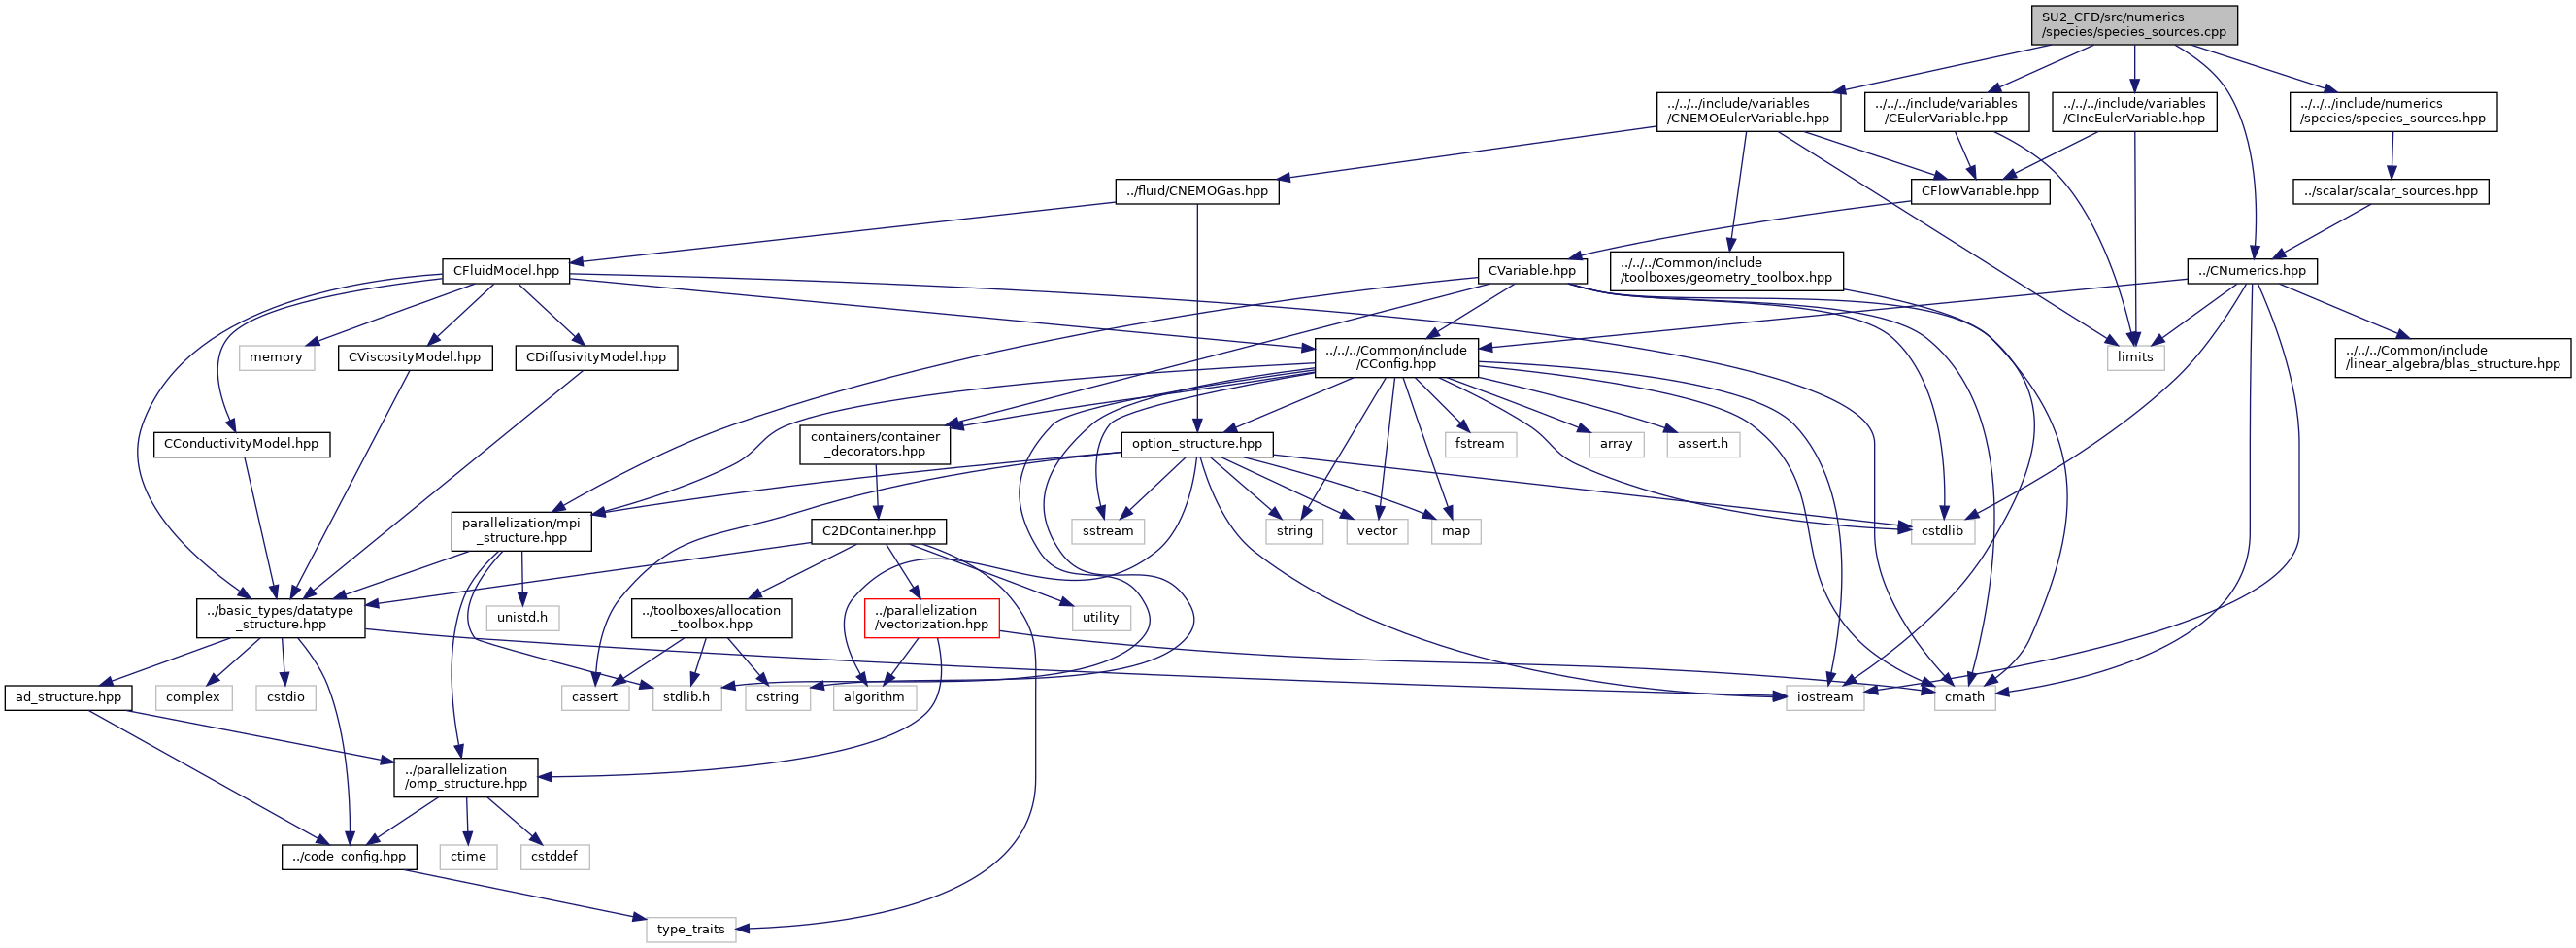 SU2_CFD/src/numerics
/species/species_sources.cpp
../../../include/variables
/CNEMOEulerVariable.hpp
../../../include/variables
/CEulerVariable.hpp
../../../include/variables
/CIncEulerVariable.hpp
../../../include/numerics
/species/species_sources.hpp
../fluid/CNEMOGas.hpp
CFlowVariable.hpp
../scalar/scalar_sources.hpp
CFluidModel.hpp
CVariable.hpp
../../../Common/include
/toolboxes/geometry_toolbox.hpp
../CNumerics.hpp
memory
CViscosityModel.hpp
CDiffusivityModel.hpp
../../../Common/include
/CConfig.hpp
limits
../../../Common/include
/linear_algebra/blas_structure.hpp
CConductivityModel.hpp
containers/container
_decorators.hpp
option_structure.hpp
fstream
array
assert.h
parallelization/mpi
_structure.hpp
C2DContainer.hpp
sstream
string
vector
map
cstdlib
../basic_types/datatype
_structure.hpp
unistd.h
../toolboxes/allocation
_toolbox.hpp
../parallelization
/vectorization.hpp
utility
ad_structure.hpp
complex
cstdio
cassert
stdlib.h
cstring
algorithm
iostream
cmath
../parallelization
/omp_structure.hpp
../code_config.hpp
ctime
cstddef
type_traits